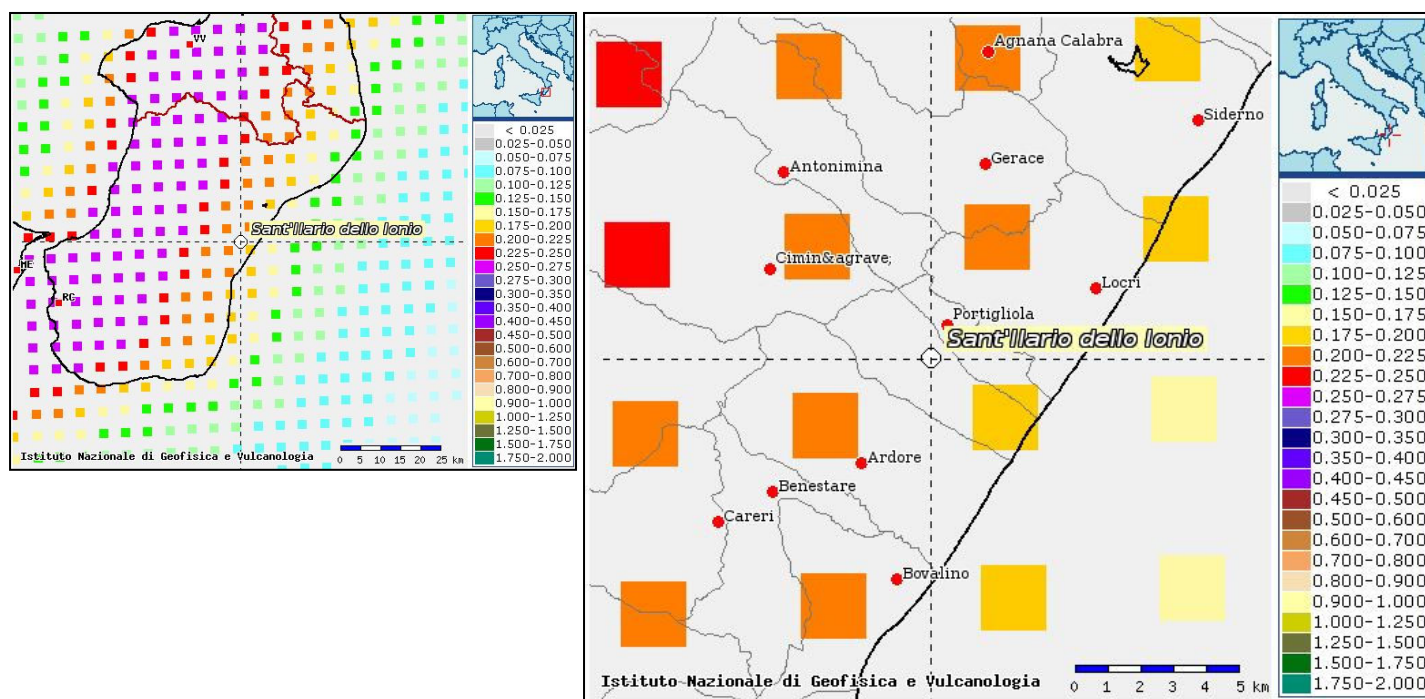 VV
Sant'Ilario dello Ionio
ME
RC
Istituto Nazionale di Geofisica e Vulcanologia
0 5 10 15 20 25 km
< 0.025
0.025-0.050
0.050-0.075
0.075-0.100
0.100-0.125
0.125-0.150
0.150-0.175
0.175-0.200
0.200-0.225
0.225-0.250
0.250-0.275
0.275-0.300
0.300-0.350
0.350-0.400
0.400-0.450
0.450-0.500
0.500-0.600
0.600-0.700
0.700-0.800
0.800-0.900
0.900-1.000
1.000-1.250
1.250-1.500
1.500-1.750
1.750-2.000
Agnana Calabra
Siderno
Antonimina
Gerace
Cimin&agrave;
Locri
Portigliola
Sant'Ilario dello Ionio
Ardore
Benestare
Careri
Bovalino
Istituto Nazionale di Geofisica e Vulcanologia
0 1 2 3 4 5 km
< 0.025
0.025-0.050
0.050-0.075
0.075-0.100
0.100-0.125
0.125-0.150
0.150-0.175
0.175-0.200
0.200-0.225
0.225-0.250
0.250-0.275
0.275-0.300
0.300-0.350
0.350-0.400
0.400-0.450
0.450-0.500
0.500-0.600
0.600-0.700
0.700-0.800
0.800-0.900
0.900-1.000
1.000-1.250
1.250-1.500
1.500-1.750
1.750-2.000